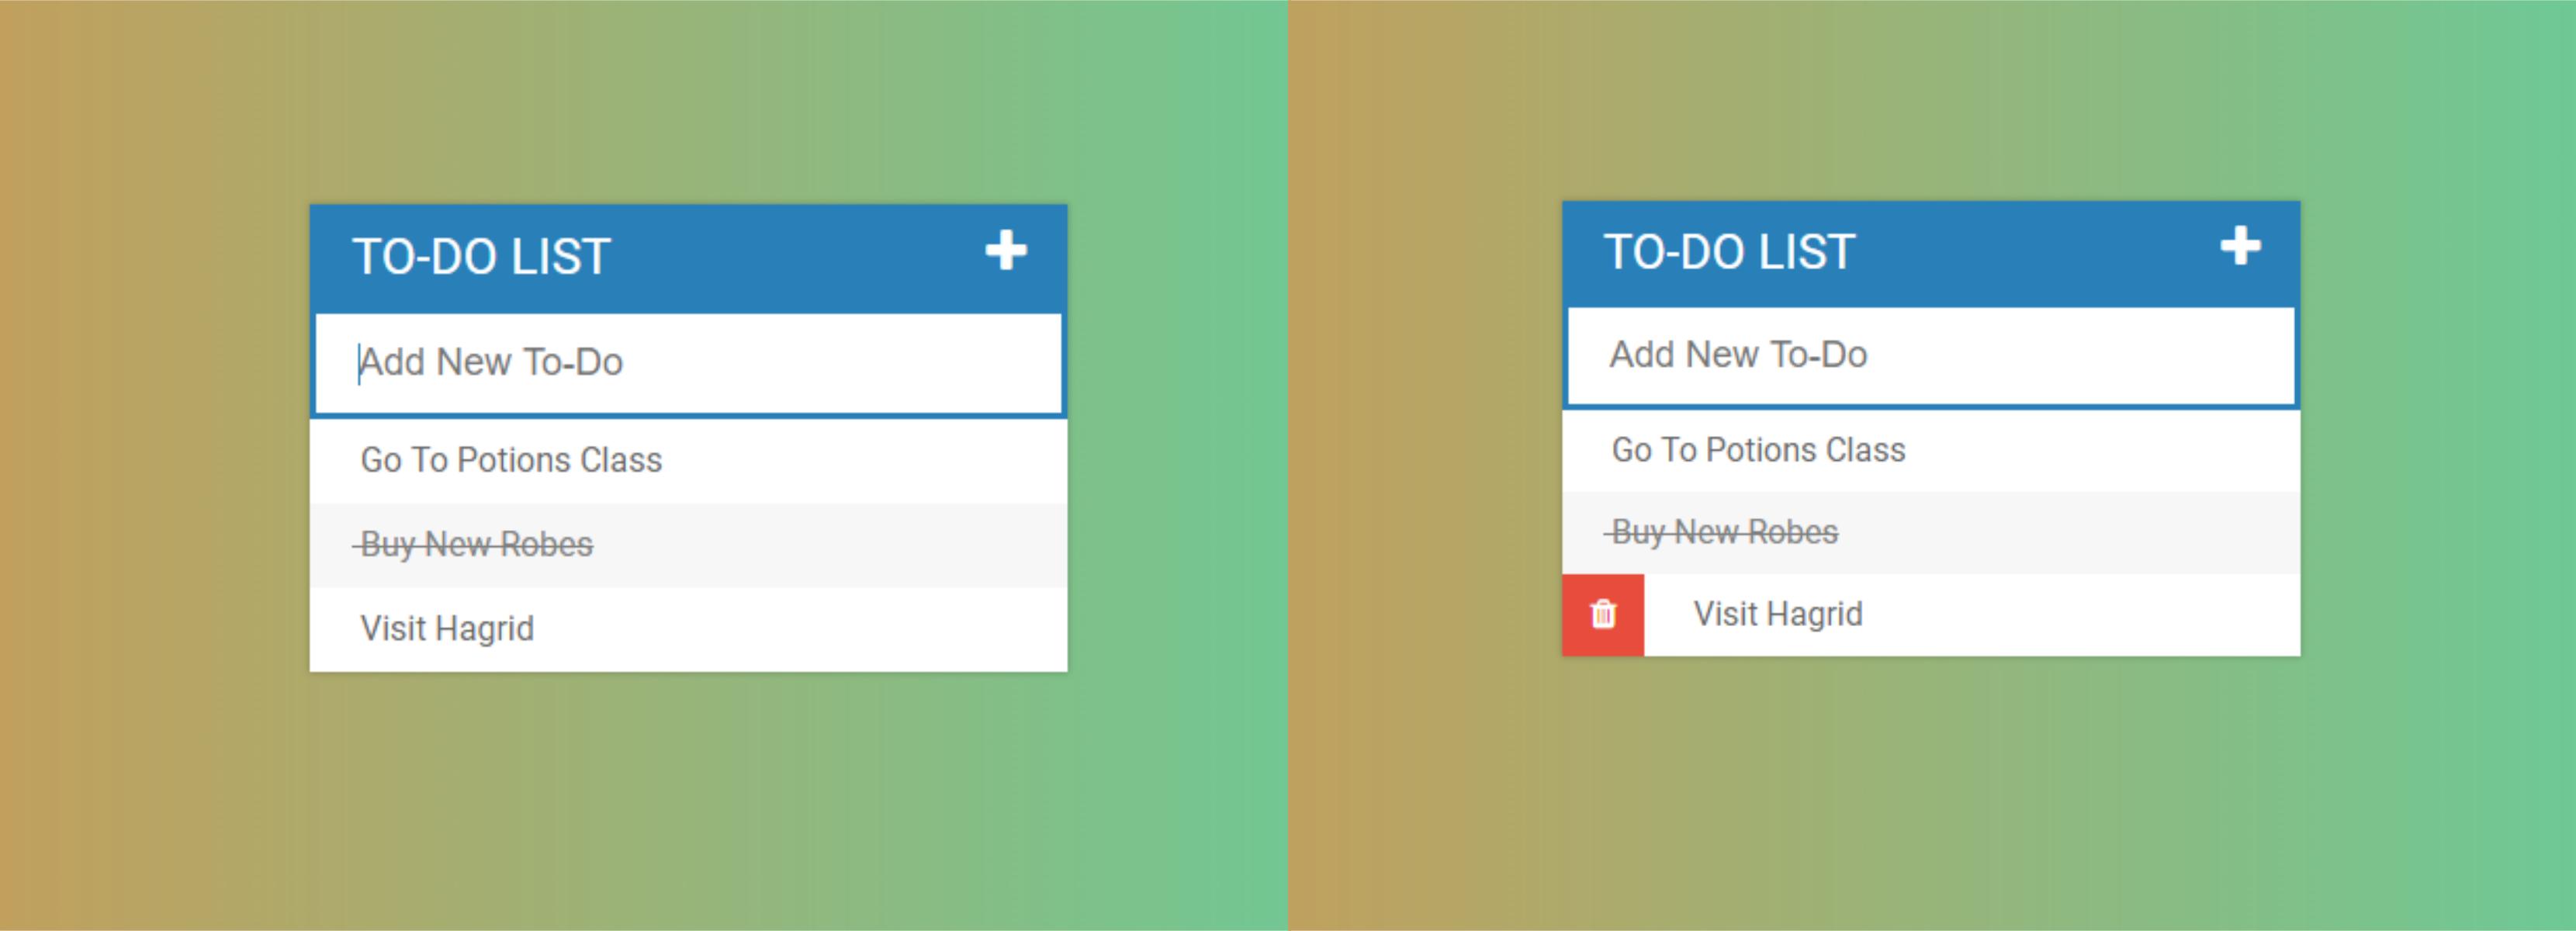 TO-DO LIST
Add New To-Do
Go To Potions Class
Buy New Robes
Visit Hagrid
TO-DO LIST
Add New To-Do
Go To Potions Class
Buy New Robes
Visit Hagrid